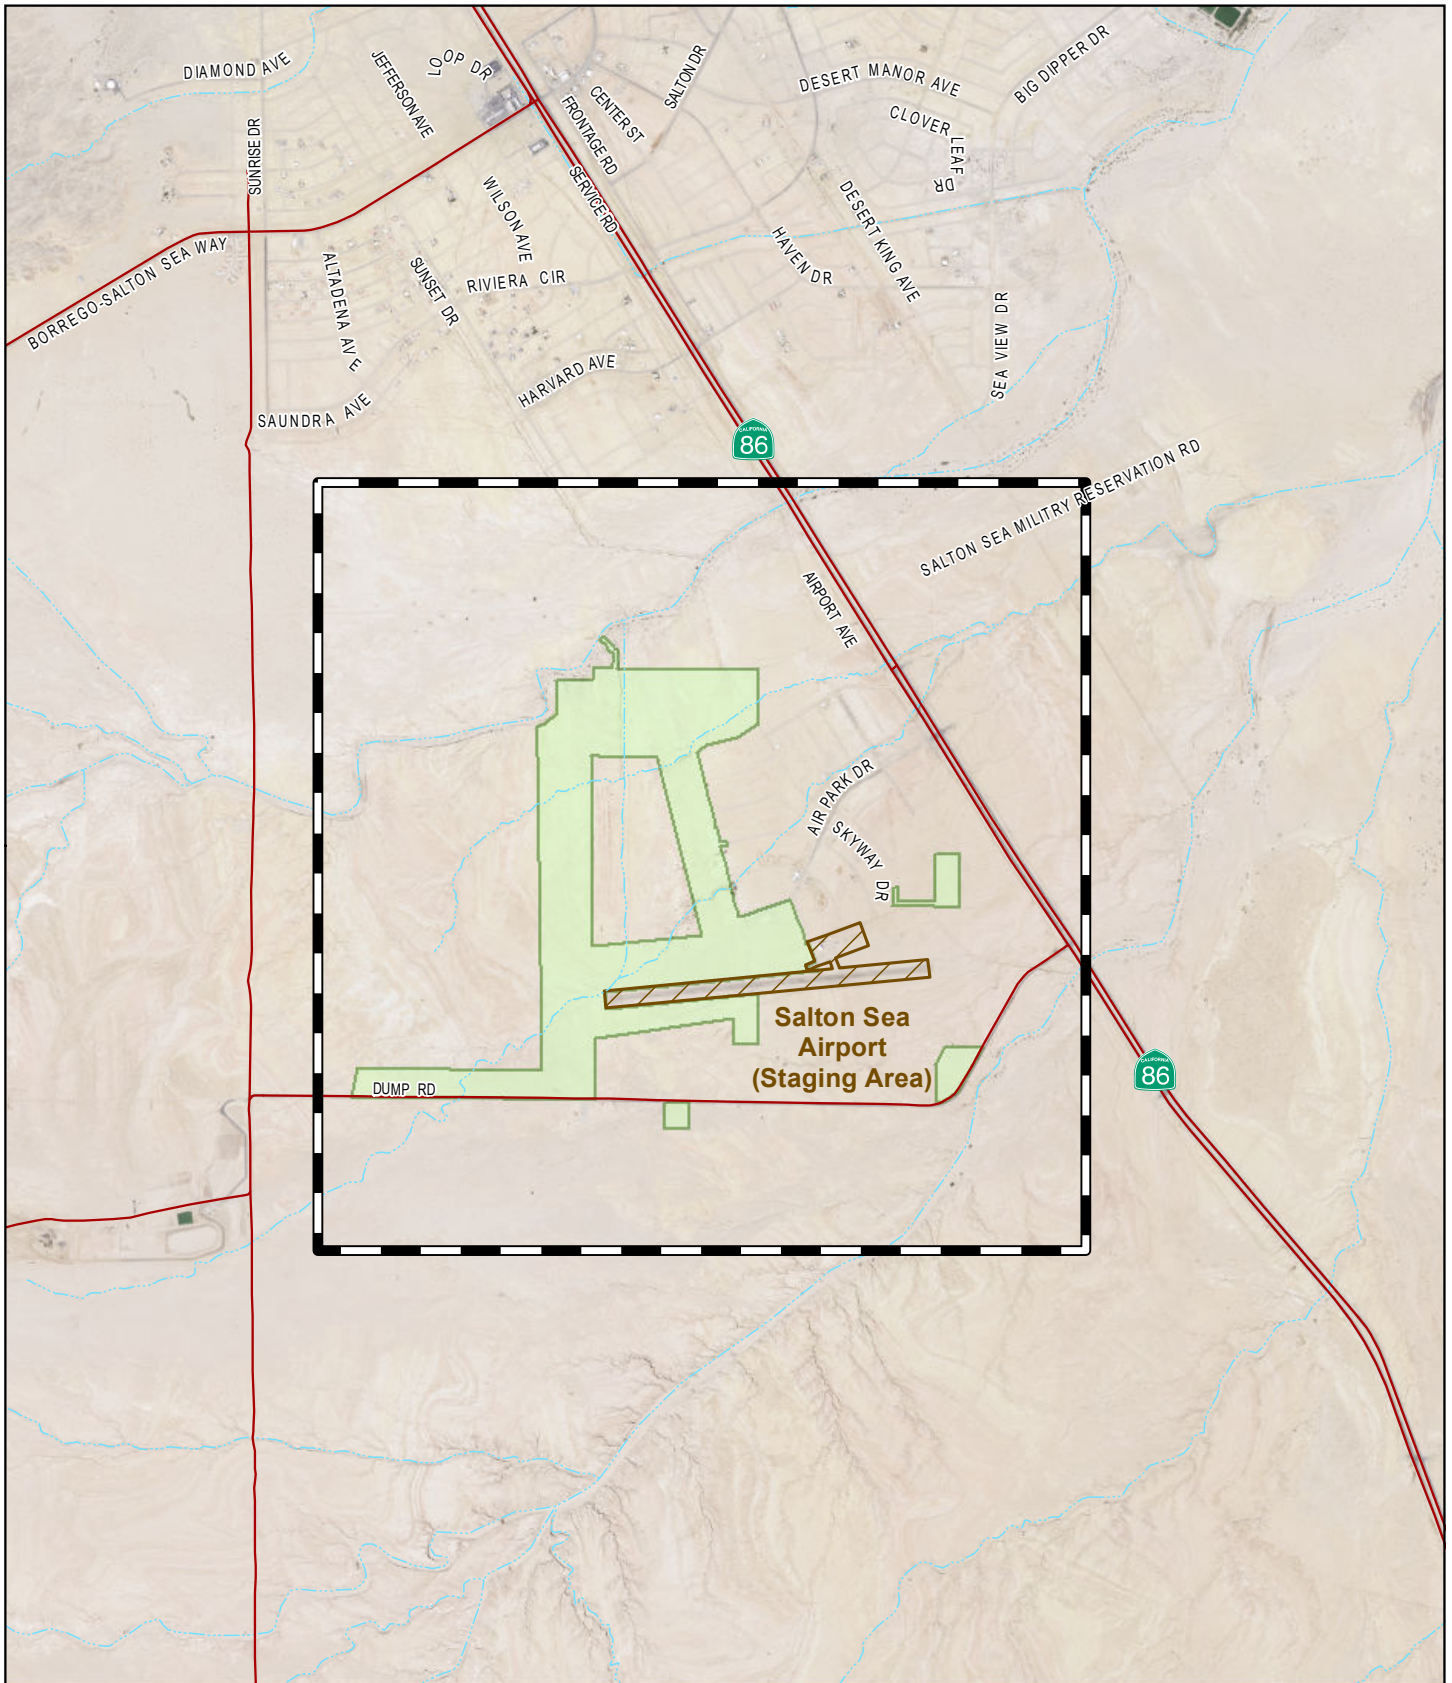 DIAMOND AVE
JEFFERSON AVE
LOOP DR
SALTON DR
CENTER ST
FRONTAGE RD
DESERT MANOR AVE
BIG DIPPER DR
CLOVER LEAF DR
SUNRISE DR
SERVICE RD
WILSON AVE
DESERT KING AVE
BORREGO-SALTON SEA WAY
ALTADENA AVE
SUNSET DR
RIVIERA CIR
HAVEN DR
SEA VIEW DR
HARVARD AVE
SAUNDRA AVE
CALIFORNIA
86
SALTON SEA MILITRY RESERVATION RD
AIRPORT AVE
AIR PARK DR
SKYWAY DR
Salton Sea
Airport
(Staging Area)
CALIFORNIA
86
DUMP RD